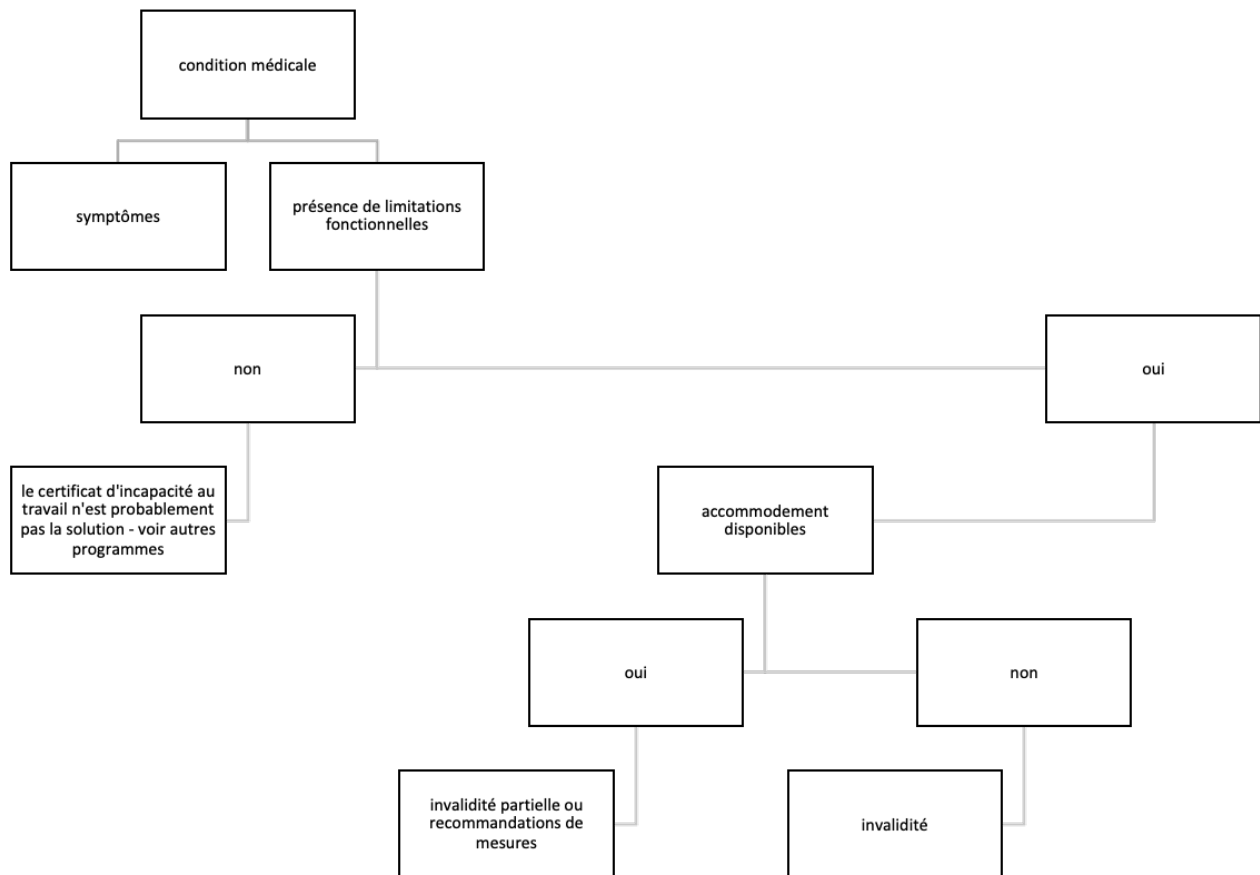 condition médicale
symptômes
présence de limitations
fonctionnelles
non
oui
le certificat d'incapacité au
travail n'est probablement
pas la solution - voir autres
programmes
accommodement
disponibles
oui
non
invalidité partielle ou
recommandations de
mesures
invalidité